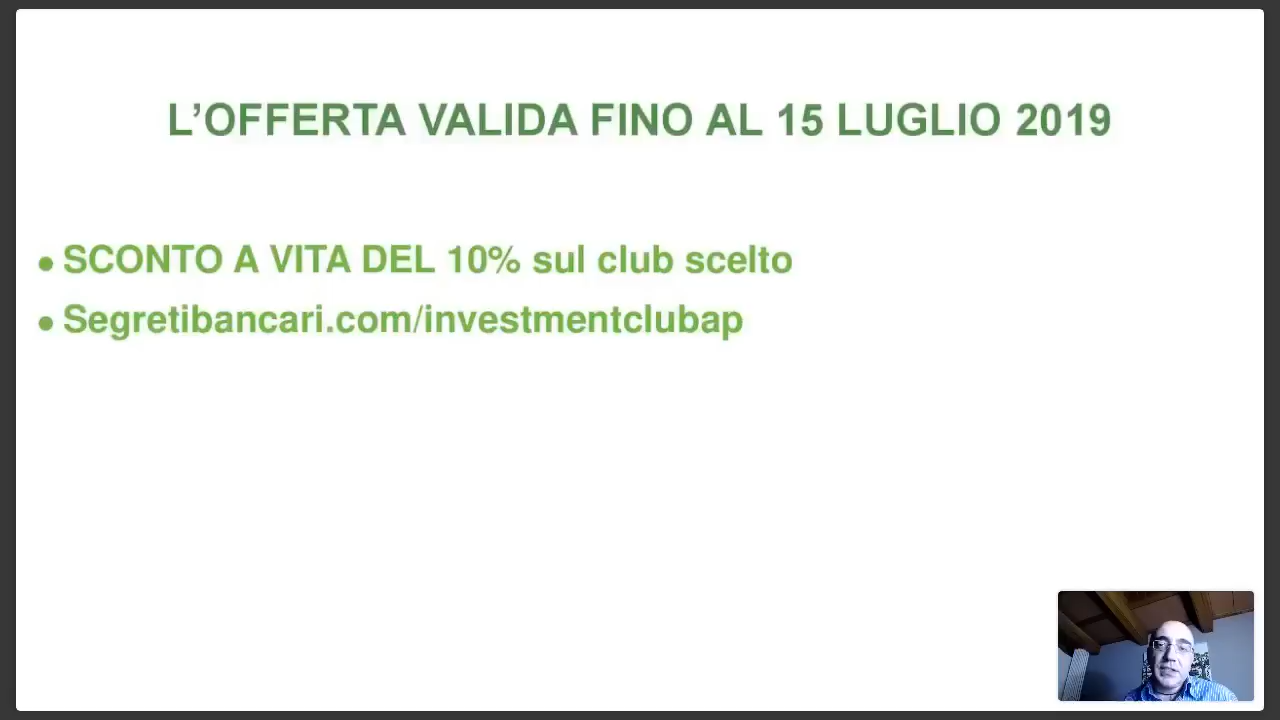 L’OFFERTA VALIDA FINO AL 15 LUGLIO 2019
• SCONTO A VITA DEL 10% sul club scelto
• Segretibancari.com/investmentclubap